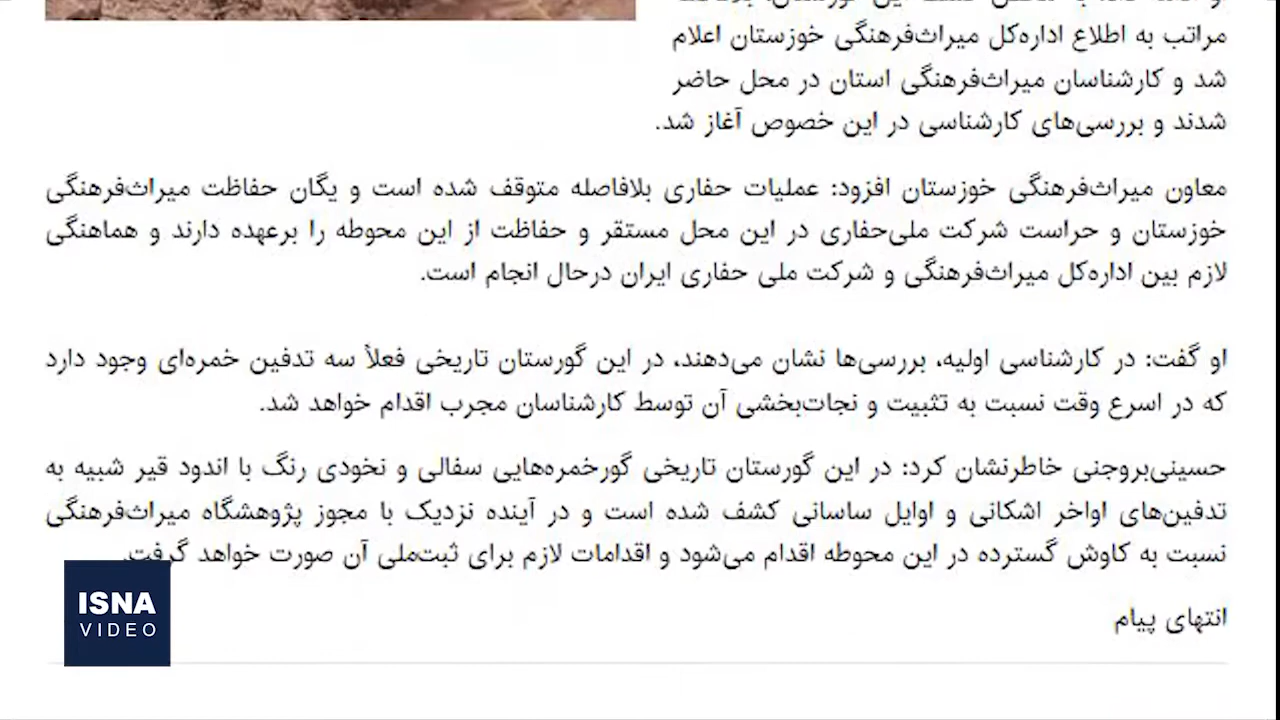 مراتب به اطلاع اداره‌کل میراث‌فرهنگی خوزستان اعلام
شد و کارشناسان میراث‌فرهنگی استان در محل حاضر
شدند و بررسی‌های کارشناسی در این خصوص آغاز شد.
معاون میراث‌فرهنگی خوزستان افزود: عملیات حفاری بلافاصله متوقف شده است و یگان حفاظت میراث‌فرهنگی
خوزستان و حراست شرکت ملی‌حفاری در این محل مستقر و حفاظت از این محوطه را برعهده دارند و هماهنگی
لازم بین اداره‌کل میراث‌فرهنگی و شرکت ملی حفاری ایران درحال انجام است.
او گفت: در کارشناسی اولیه، بررسی‌ها نشان می‌دهند، در این گورستان تاریخی فعلاً سه تدفین خمره‌ای وجود دارد
که در اسرع وقت نسبت به تثبیت و نجات‌بخشی آن توسط کارشناسان مجرب اقدام خواهد شد.
حسینی‌بروجنی خاطرنشان کرد: در این گورستان تاریخی گورخمره‌هایی سفالی و نخودی رنگ با اندود قیر شبیه به
تدفین‌های اواخر اشکانی و اوایل ساسانی کشف شده است و در آینده نزدیک با مجوز پژوهشگاه میراث‌فرهنگی
نسبت به کاوش گسترده در این محوطه اقدام می‌شود و اقدامات لازم برای ثبت‌ملی آن صورت خواهد گرفت.
انتهای پیام
ISNA
VIDEO